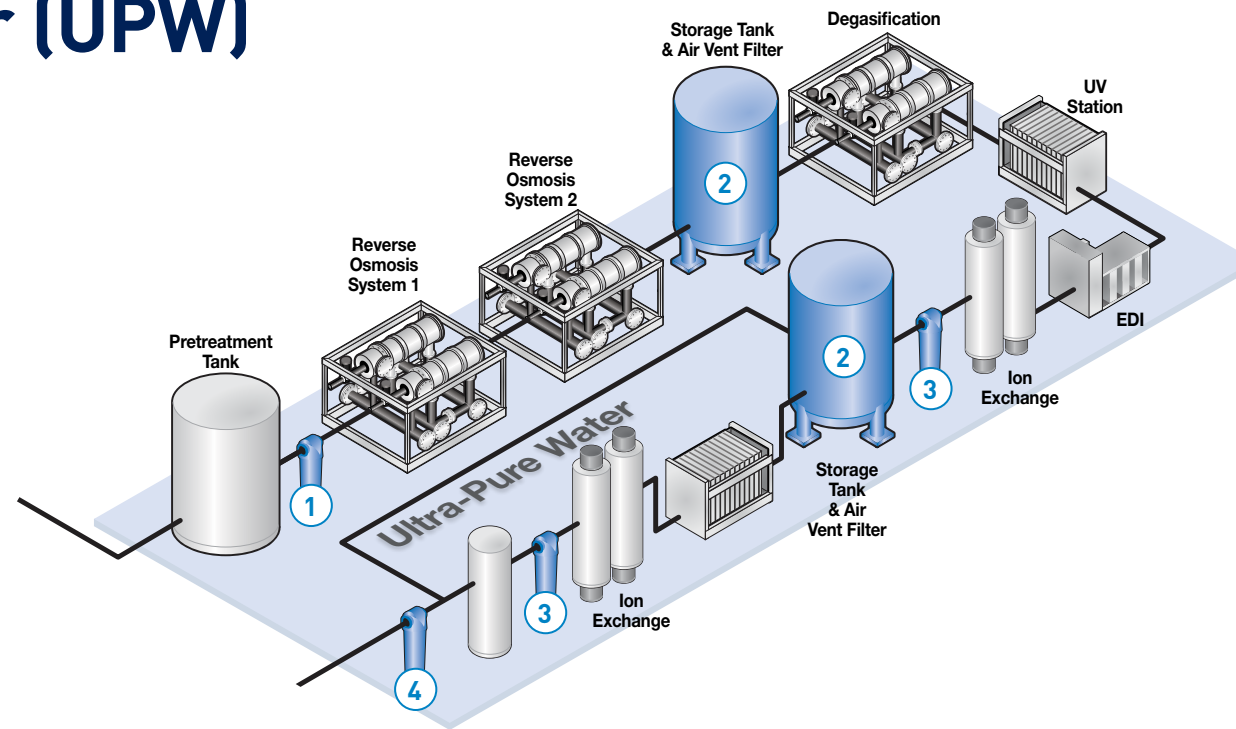 (UPW)
Degasification
Storage Tank
& Air Vent Filter
UV
Station
2
Reverse
Osmosis
System 2
Reverse
Osmosis
System 1
EDI
Pretreatment
Tank
2
3
Ion
Exchange
Ultra-Pure Water
Storage
Tank
& Air
Vent Filter
1
3
Ion
Exchange
4